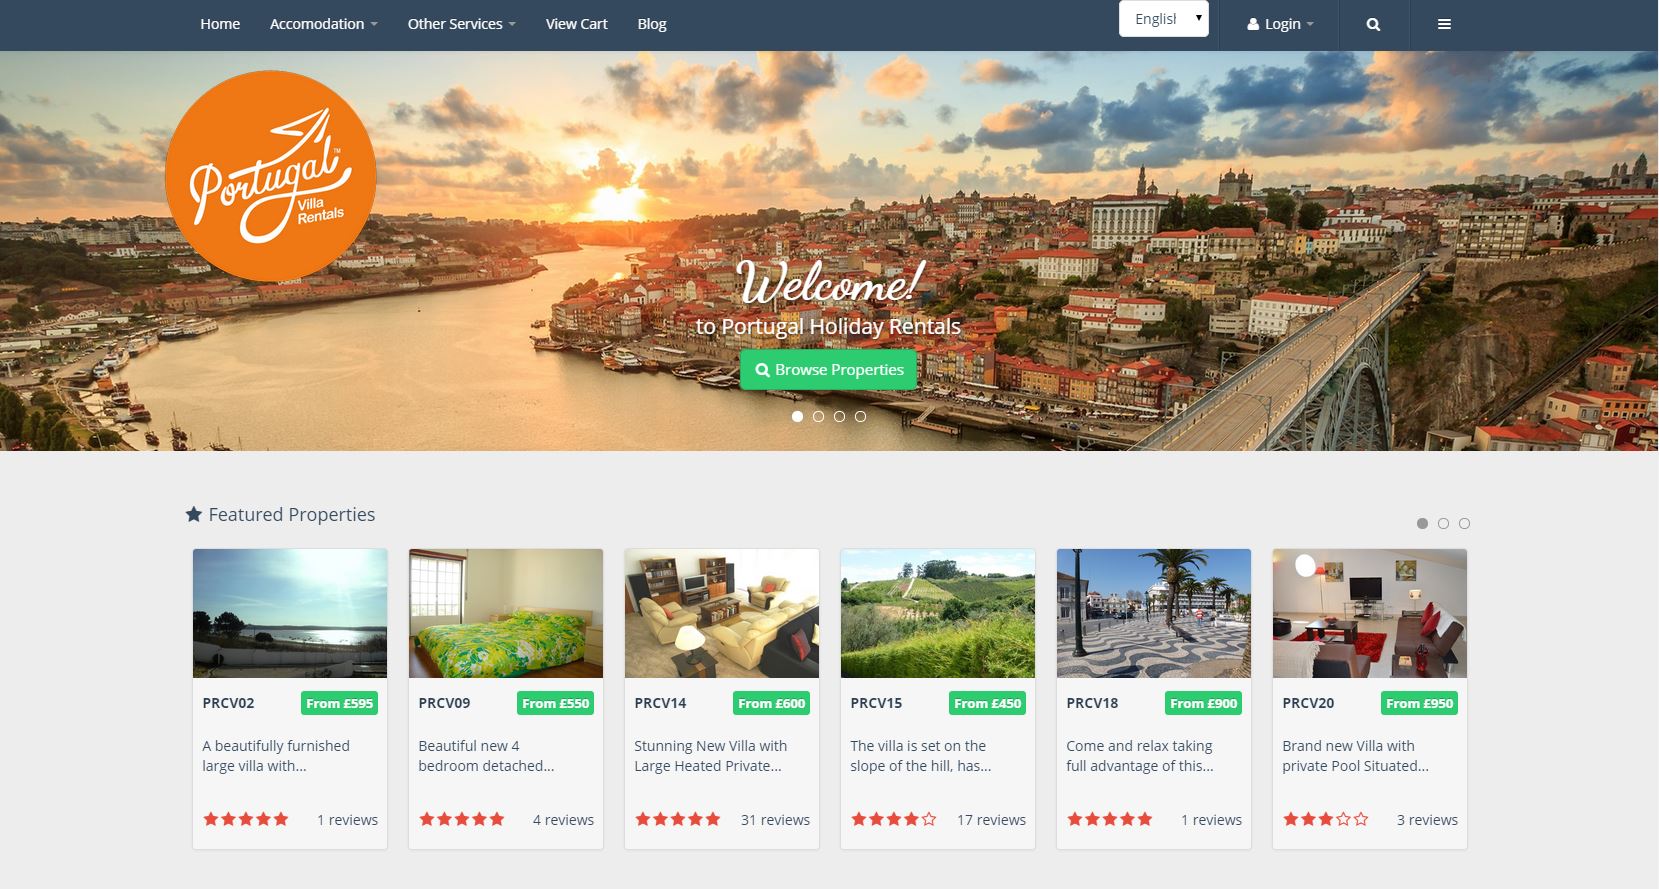 Home Accomodation Other Services View Cart Blog English Login
Portugal™
Villa
Rentals
Welcome!
to Portugal Holiday Rentals
Browse Properties
Featured Properties
PRCV02 From £595
A beautifully furnished
large villa with...
1 reviews
PRCV09 From £550
Beautiful new 4
bedroom detached...
4 reviews
PRCV14 From £600
Stunning New Villa with
Large Heated Private...
31 reviews
PRCV15 From £450
The villa is set on the
slope of the hill, has...
17 reviews
PRCV18 From £900
Come and relax taking
full advantage of this...
1 reviews
PRCV20 From £950
Brand new Villa with
private Pool Situated...
3 reviews